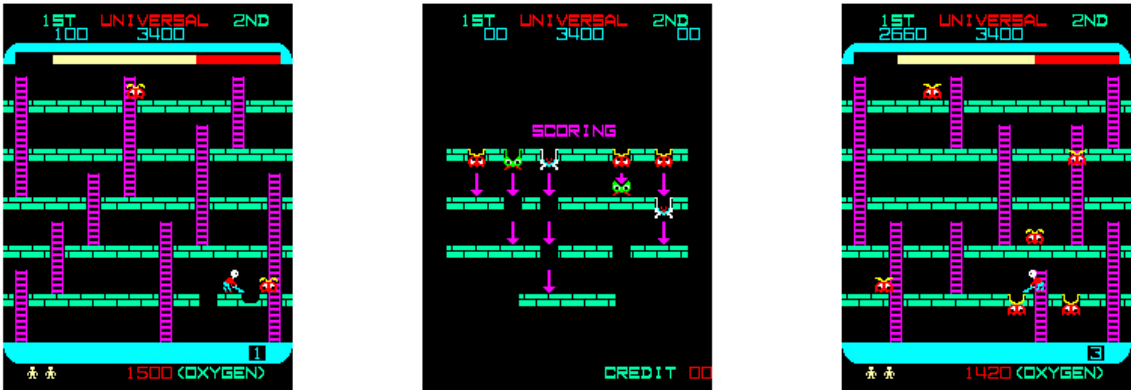 1ST UNIVERSAL 2ND
100 3400
1
1500 (OXYGEN)
1ST UNIVERSAL 2ND
00 3400 00
SCORING
CREDIT 00
1ST UNIVERSAL 2ND
2660 3400
3
1420 (OXYGEN)